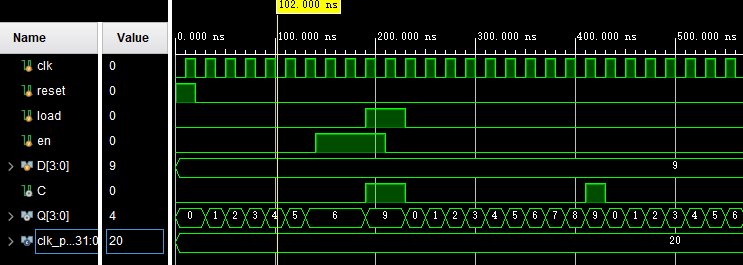 102.000 ns
Name Value 0.000 ns 100.000 ns 200.000 ns 300.000 ns 400.000 ns 500.000 ns
clk 0
reset 0
load 0
en 0
D[3:0] 9 9
C 0
Q[3:0] 4 0 1 2 3 4 5 6 9 0 1 2 3 4 5 6 7 8 9 0 1 2 3 4 5 6
clk_p...31:0 20 20